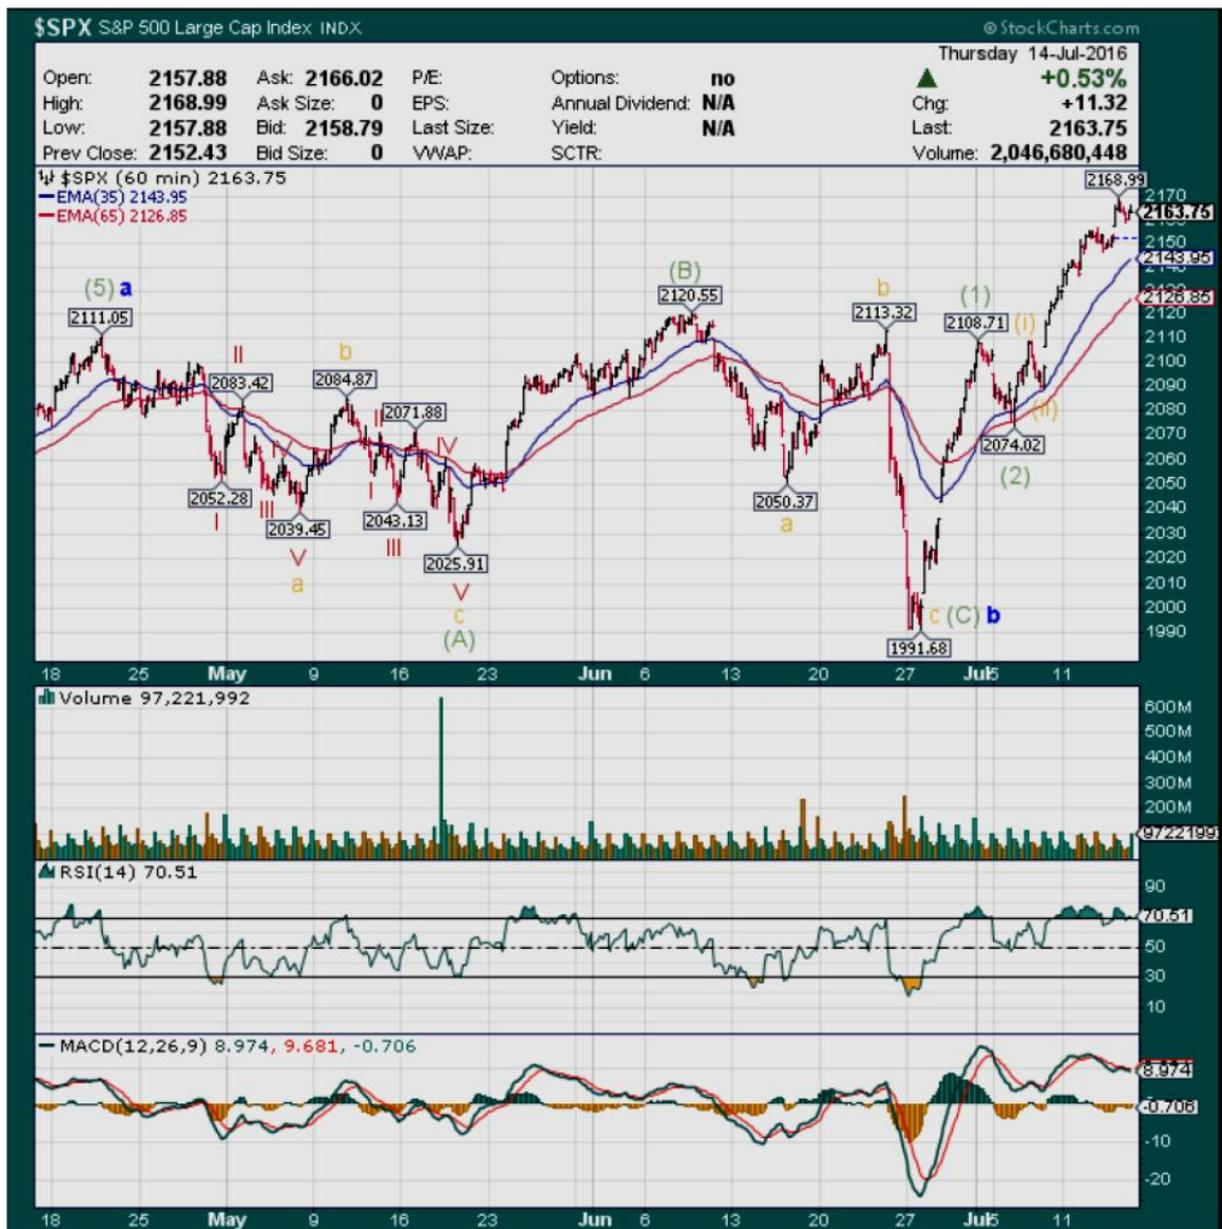 $SPX S&P 500 Large Cap Index INDX © StockCharts.com
Thursday 14-Jul-2016
Open: 2157.88 Ask: 2166.02 P/E: Options: no +0.53%
High: 2168.99 Ask Size: 0 EPS: Annual Dividend: N/A Chg: +11.32
Low: 2157.88 Bid: 2158.79 Last Size: Yield: N/A Last: 2163.75
Prev Close: 2152.43 Bid Size: 0 VWAP: SCTR: Volume: 2,046,680,448
$SPX (60 min) 2163.75
EMA(35) 2143.95
EMA(65) 2126.85
2168.99
2170
2163.75
2150
2143.95
2126.85
2120
2110
2100
2090
2080
2070
2060
2050
2040
2030
2020
2010
2000
1990
(5) a
2111.05
II
2083.42
b
2084.87
II
2071.88
IV
IV
I
III
2052.28
I
2039.45
V
a
2043.13
III
2025.91
V
c
(A)
(B)
2120.55
2050.37
a
b
2113.32
(1)
2108.71
(i)
(ii)
2074.02
(2)
c (C) b
1991.68
18 25 May 9 16 23 Jun 6 13 20 27 Jul 5 11
Volume 97,221,992
600M
500M
400M
300M
200M
9722199
RSI(14) 70.51
90
70.51
50
30
10
MACD(12,26,9) 8.974, 9.681, -0.706
8.974
-0.706
-10
-20
18 25 May 9 16 23 Jun 6 13 20 27 Jul 5 11